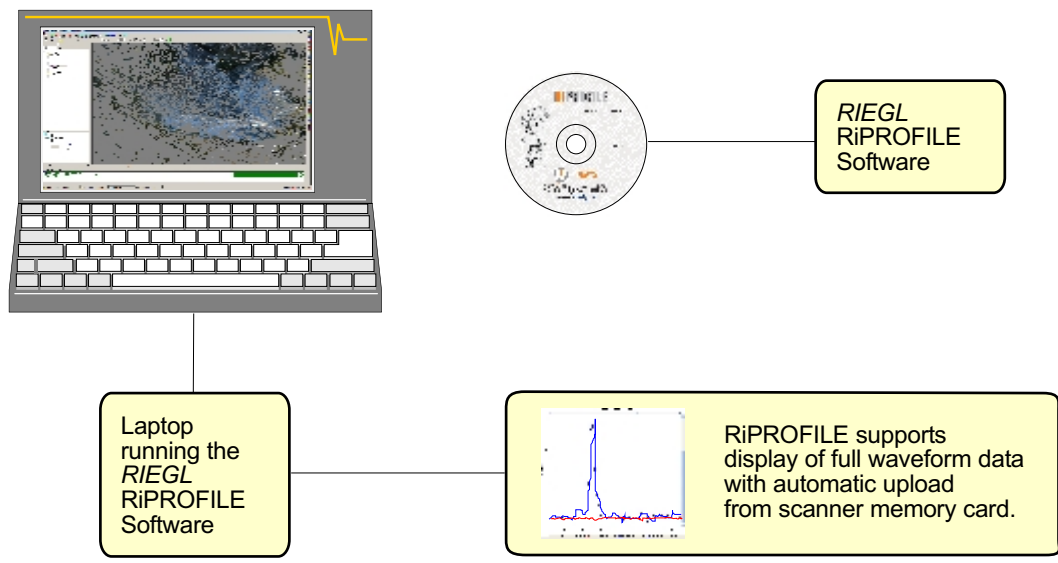 RIEGL
RiPROFILE
Software
Laptop
running the
RIEGL
RiPROFILE
Software
RiPROFILE supports
display of full waveform data
with automatic upload
from scanner memory card.